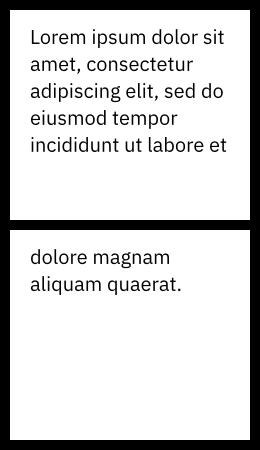 Lorem ipsum dolor sit
amet, consectetur
adipiscing elit, sed do
eiusmod tempor
incididunt ut labore et
dolore magnam
aliquam quaerat.